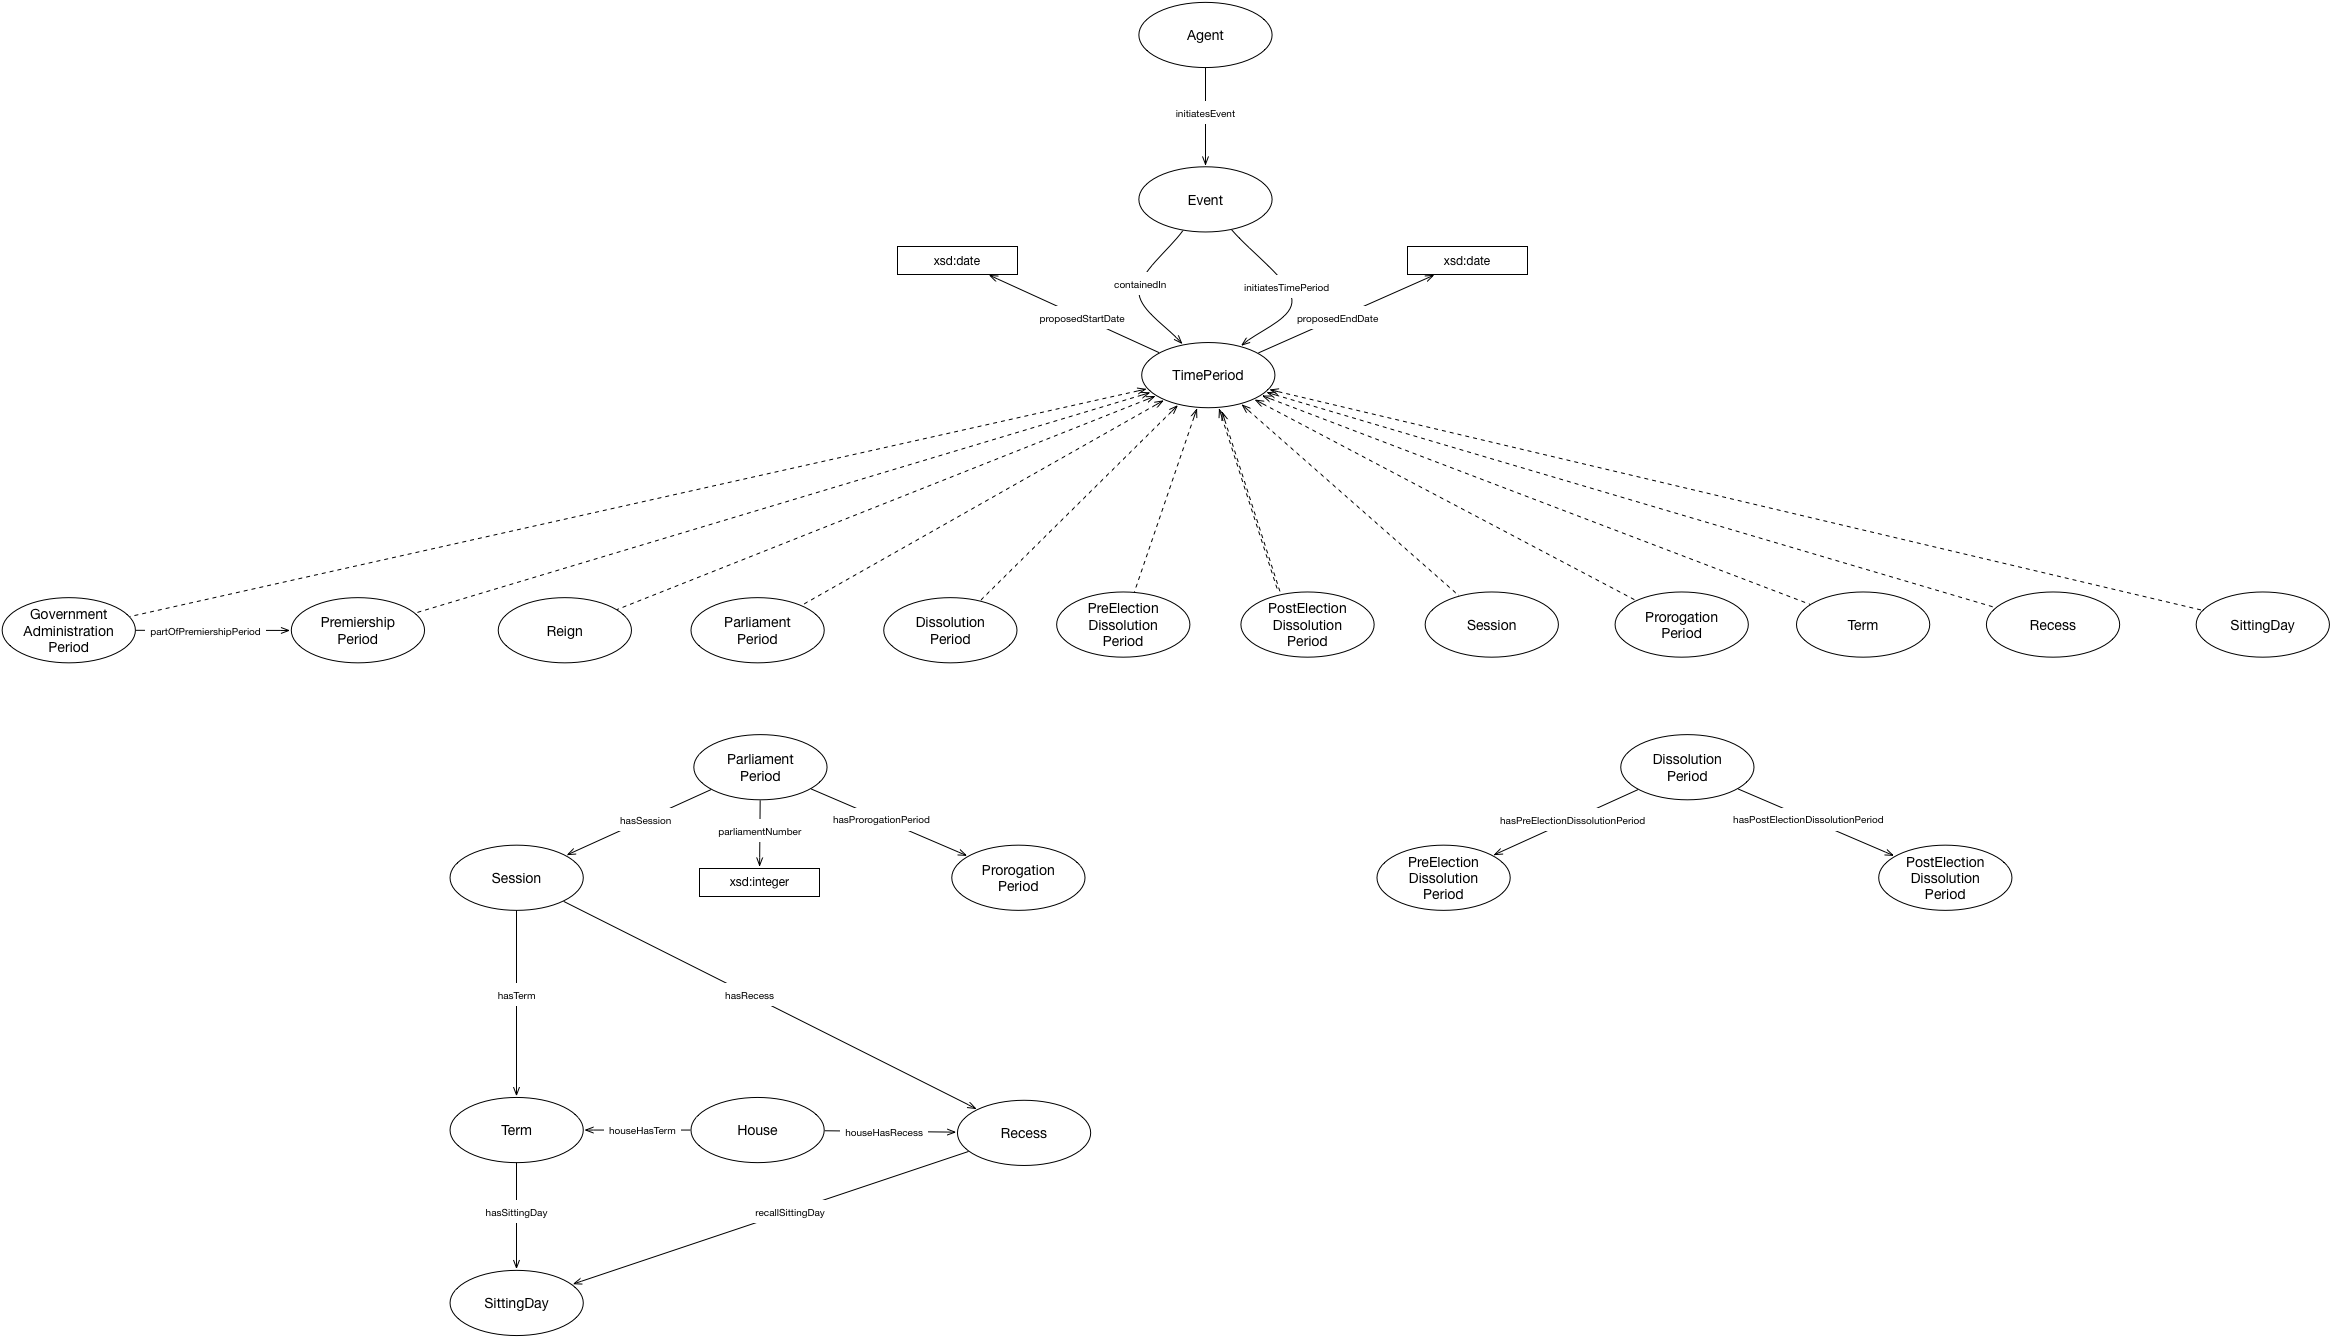 Agent
initiatesEvent
Event
xsd:date
xsd:date
containedIn
initiatesTimePeriod
proposedStartDate
proposedEndDate
TimePeriod
Government
Administration
Period
partOfPremiershipPeriod
Premiership
Period
Reign
Parliament
Period
Dissolution
Period
PreElection
Dissolution
Period
PostElection
Dissolution
Period
Session
Prorogation
Period
Term
Recess
SittingDay
Parliament
Period
Dissolution
Period
hasSession
parliamentNumber
hasProrogationPeriod
hasPreElectionDissolutionPeriod
hasPostElectionDissolutionPeriod
Session
xsd:integer
Prorogation
Period
PreElection
Dissolution
Period
PostElection
Dissolution
Period
hasTerm
hasRecess
Term
houseHasTerm
House
houseHasRecess
Recess
hasSittingDay
recallSittingDay
SittingDay